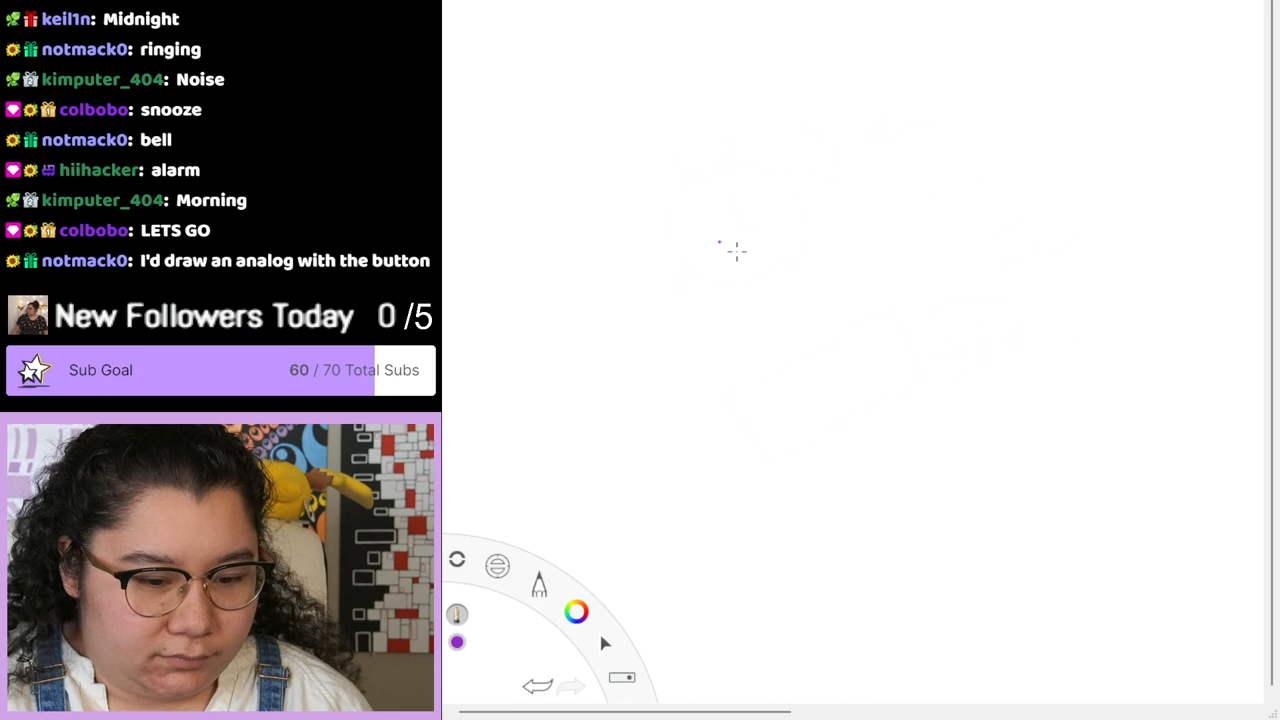 keil1n: Midnight
notmack0: ringing
kimputer_404: Noise
colbobo: snooze
notmack0: bell
hiihacker: alarm
kimputer_404: Morning
colbobo: LETS GO
notmack0: I'd draw an analog with the button
New Followers Today 0 /5
Sub Goal 60 / 70 Total Subs